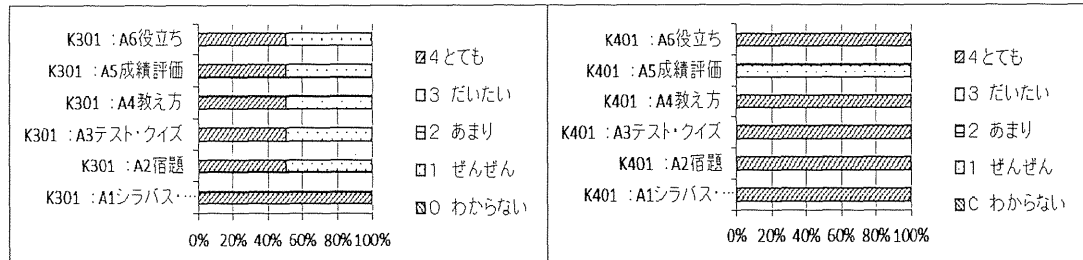 K301 :A6役立ち
K301 :A5成績評価
K301 :A4教え方
K301 :A3テスト・クイズ
K301 :A2宿題
K301 :A1シラバス・…
0% 20% 40% 60% 80% 100%
4 とても
3 だいたい
2 あまり
1 ぜんぜん
0 わからない
K401 :A6役立ち
K401 :A5成績評価
K401 :A4教え方
K401 :A3テスト・クイズ
K401 :A2宿題
K401 :A1シラバス・…
0% 20% 40% 60% 80% 100%
4 とても
3 だいたい
2 あまり
1 ぜんぜん
C わからない